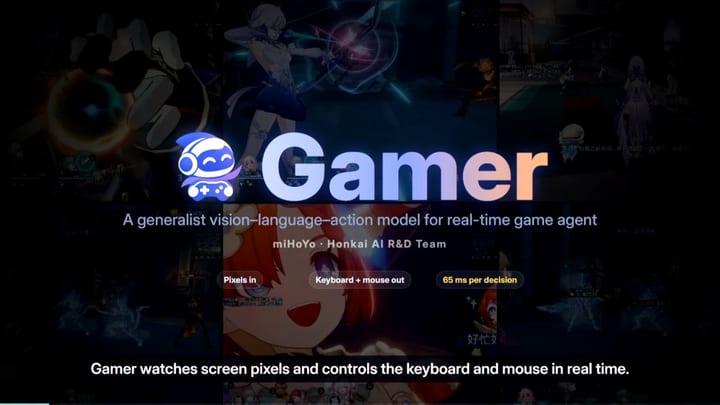 Gamer
A generalist vision–language–action model for real-time game agent
miHoYo · Honkai AI R&D Team
Pixels in
Keyboard + mouse out
65 ms per decision
Gamer watches screen pixels and controls the keyboard and mouse in real time.